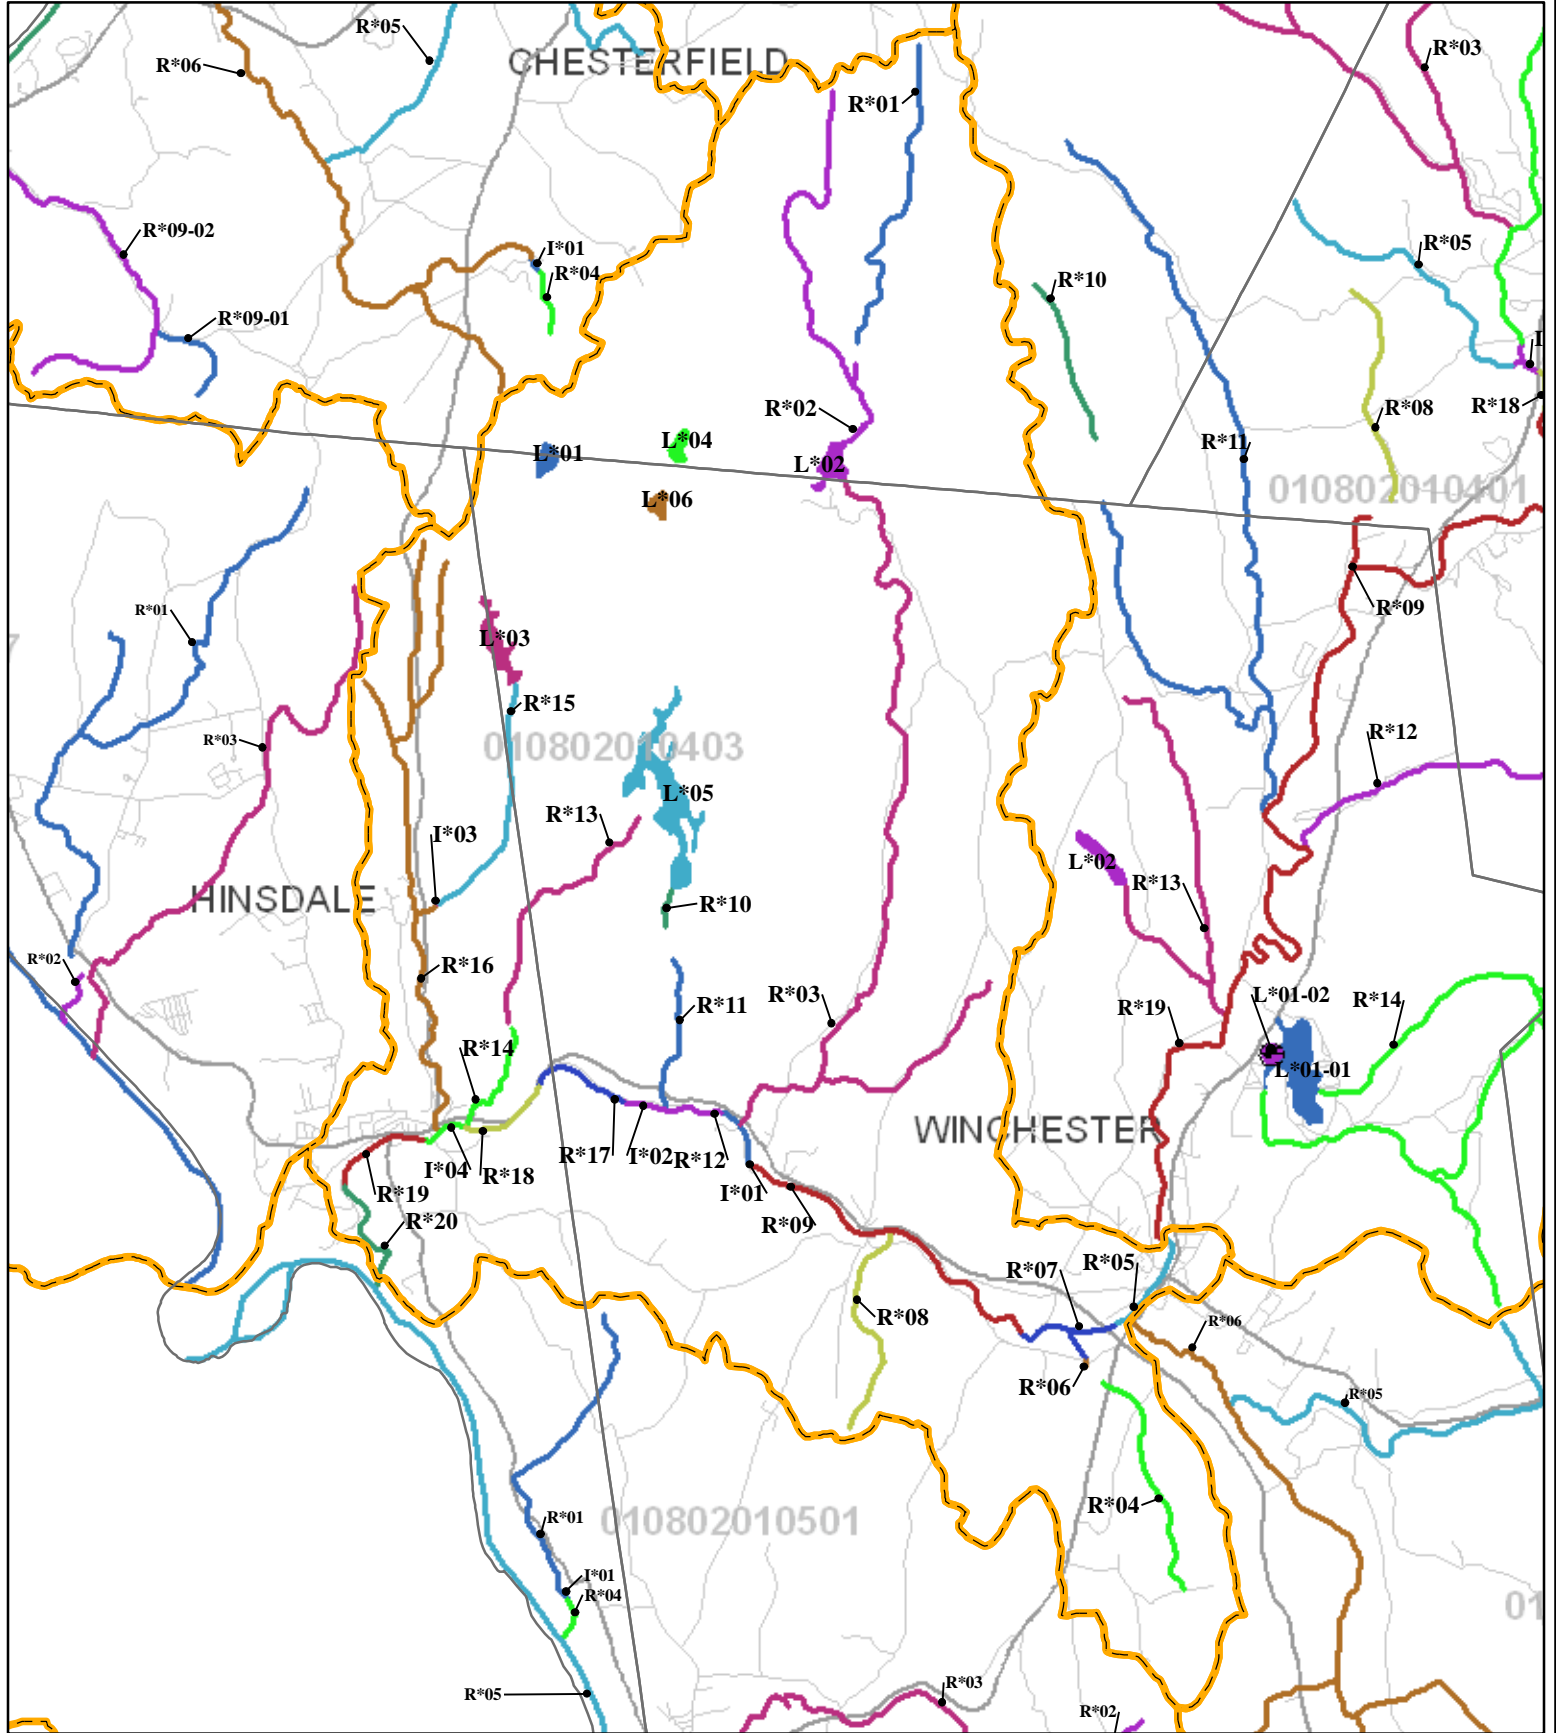 R*05
R*06
CHESTERFIELD
R*03
R*01
R*09-02
I*01
R*04
R*05
R*10
R*09-01
R*18
R*02
R*08
L*04
R*11
L*01
L*02
010802010401
L*06
R*01
R*09
L*03
R*15
R*03
010802010403
R*12
L*05
R*13
I*03
L*02
R*13
HINSDALE
R*10
R*02
R*16
R*03
L*01-02
R*14
R*11
R*19
R*14
L*01-01
WINCHESTER
R*17
I*02
R*12
I*04
R*18
R*19
I*01
R*20
R*09
R*07
R*05
R*08
R*06
R*06
R*05
R*04
R*01
010802010501
I*01
R*04
01
R*03
R*05
R*02